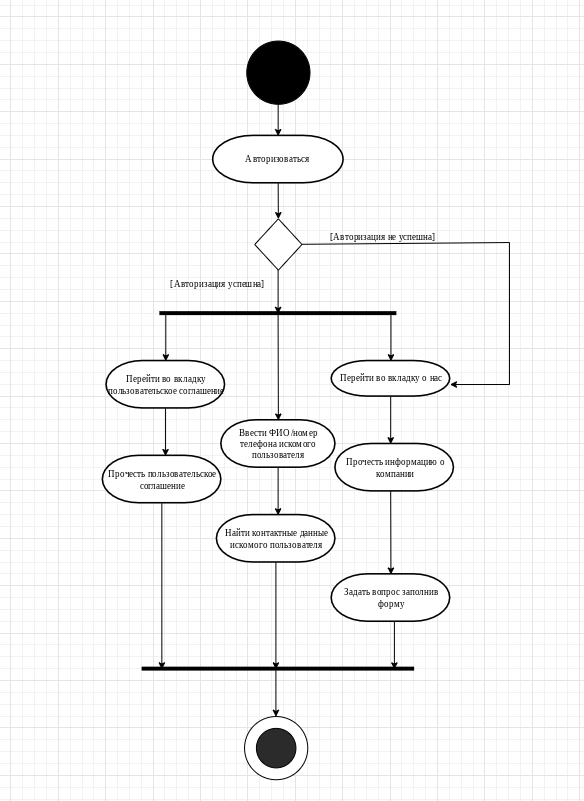 Авторизоваться
[Авторизация не успешна]
[Авторизация успешна]
Перейти во вкладку
пользовательское соглашение
Перейти во вкладку о нас
Ввести ФИО/номер
телефона искомого
пользователя
Прочесть информацию о
компании
Прочесть пользовательское
соглашение
Найти контактные данные
искомого пользователя
Задать вопрос заполнив
форму